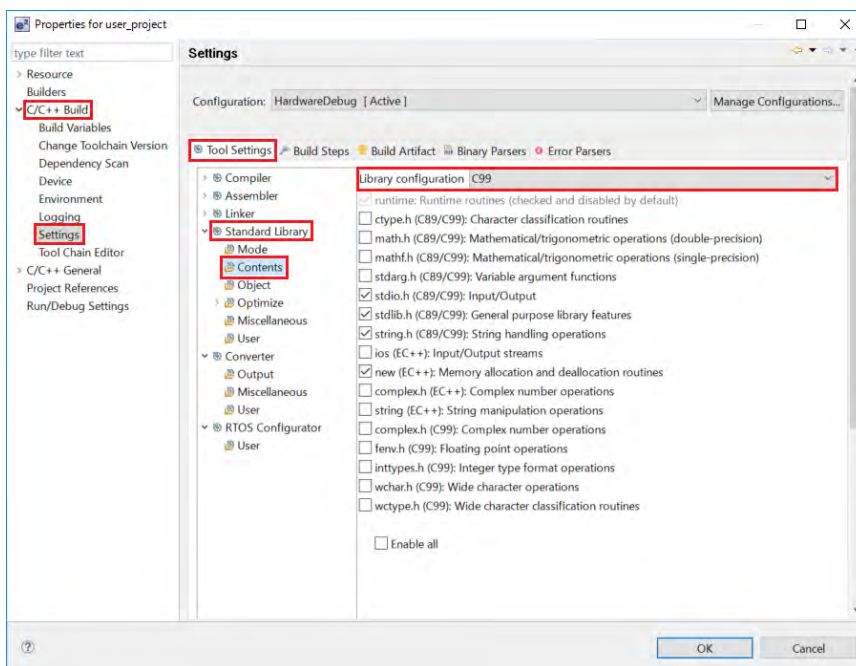 e² Properties for user_project
type filter text
Settings
Resource
Builders
C/C++ Build
Build Variables
Change Toolchain Version
Dependency Scan
Device
Environment
Logging
Settings
Tool Chain Editor
C/C++ General
Project References
Run/Debug Settings
Configuration: HardwareDebug [ Active ]
Manage Configurations...
Tool Settings Build Steps Build Artifact Binary Parsers Error Parsers
Compiler
Assembler
Linker
Standard Library
Mode
Contents
Object
Optimize
Miscellaneous
User
Converter
Output
Miscellaneous
User
RTOS Configurator
User
Library configuration C99
runtime: Runtime routines (checked and disabled by default)
ctype.h (C89/C99): Character classification routines
math.h (C89/C99): Mathematical/trigonometric operations (double-precision)
mathf.h (C89/C99): Mathematical/trigonometric operations (single-precision)
stdarg.h (C89/C99): Variable argument functions
stdio.h (C89/C99): Input/Output
stdlib.h (C89/C99): General purpose library features
string.h (C89/C99): String handling operations
ios (EC++): Input/Output streams
new (EC++): Memory allocation and deallocation routines
complex.h (EC++): Complex number operations
string (EC++): String manipulation operations
complex.h (C99): Complex number operations
fenv.h (C99): Floating point operations
inttypes.h (C99): Integer type format operations
wchar.h (C99): Wide character operations
wctype.h (C99): Wide character classification routines
Enable all
OK
Cancel